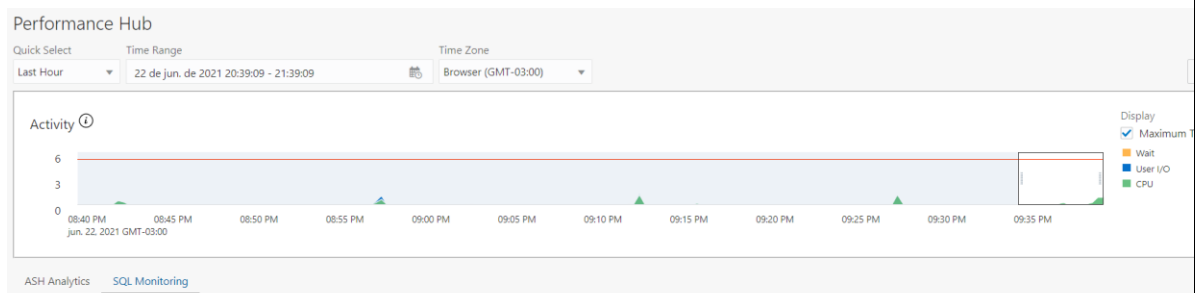 Performance Hub
Quick Select Time Range Time Zone
Last Hour 22 de jun. de 2021 20:39:09 - 21:39:09 Browser (GMT-03:00)
Activity
Display
Maximum T
6
Wait
User I/O
3
CPU
0
08:40 PM 08:45 PM 08:50 PM 08:55 PM 09:00 PM 09:05 PM 09:10 PM 09:15 PM 09:20 PM 09:25 PM 09:30 PM 09:35 PM
jun. 22, 2021 GMT-03:00
ASH Analytics SQL Monitoring